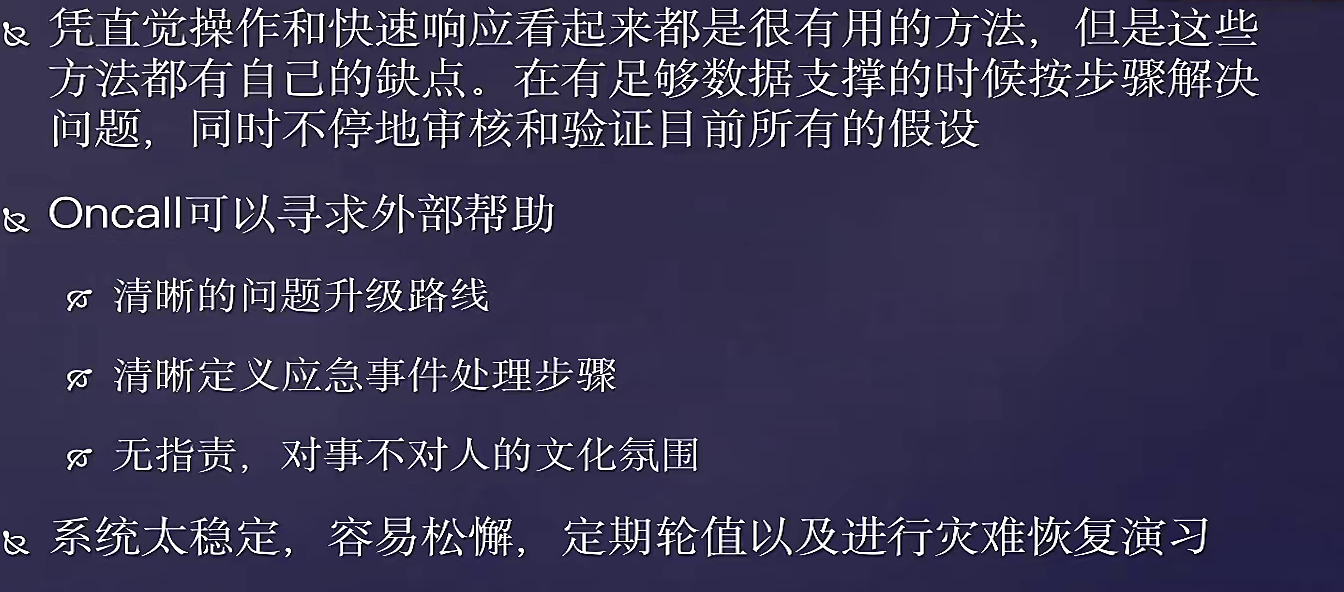 凭直觉操作和快速响应看起来都是很有用的方法，但是这些
方法都有自己的缺点。在有足够数据支撑的时候按步骤解决
问题，同时不停地审核和验证目前所有的假设
Oncall可以寻求外部帮助
清晰的问题升级路线
清晰定义应急事件处理步骤
无指责，对事不对人的文化氛围
系统太稳定，容易松懈，定期轮值以及进行灾难恢复演习